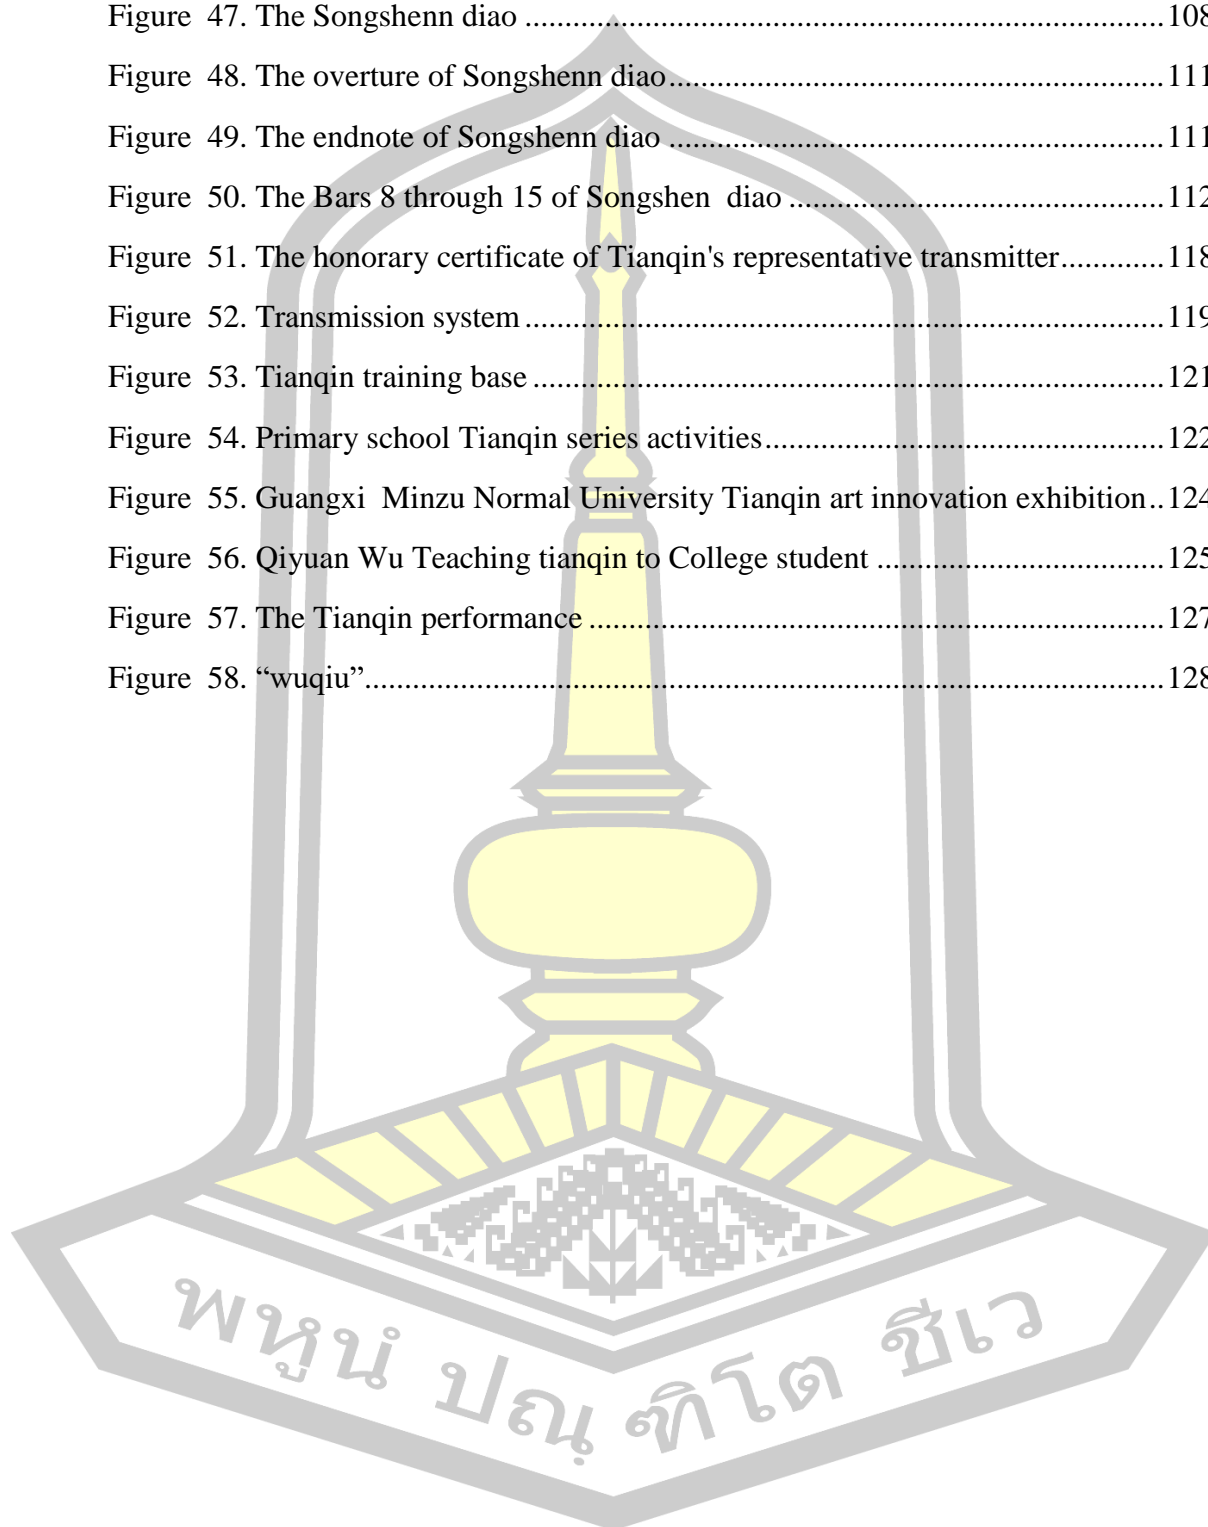 Figure 47. The Songshenn diao ........................................................................108
Figure 48. The overture of Songshenn diao........................................................111
Figure 49. The endnote of Songshenn diao ........................................................111
Figure 50. The Bars 8 through 15 of Songshen diao ..........................................112
Figure 51. The honorary certificate of Tianqin's representative transmitter.............118
Figure 52. Transmission system ........................................................................119
Figure 53. Tianqin training base ........................................................................121
Figure 54. Primary school Tianqin series activities.............................................122
Figure 55. Guangxi Minzu Normal University Tianqin art innovation exhibition..124
Figure 56. Qiyuan Wu Teaching tianqin to College student ................................125
Figure 57. The Tianqin performance ..................................................................127
Figure 58. “wuqiu”............................................................................................128
พหูนํ ปณฺฑิโต ชีเว